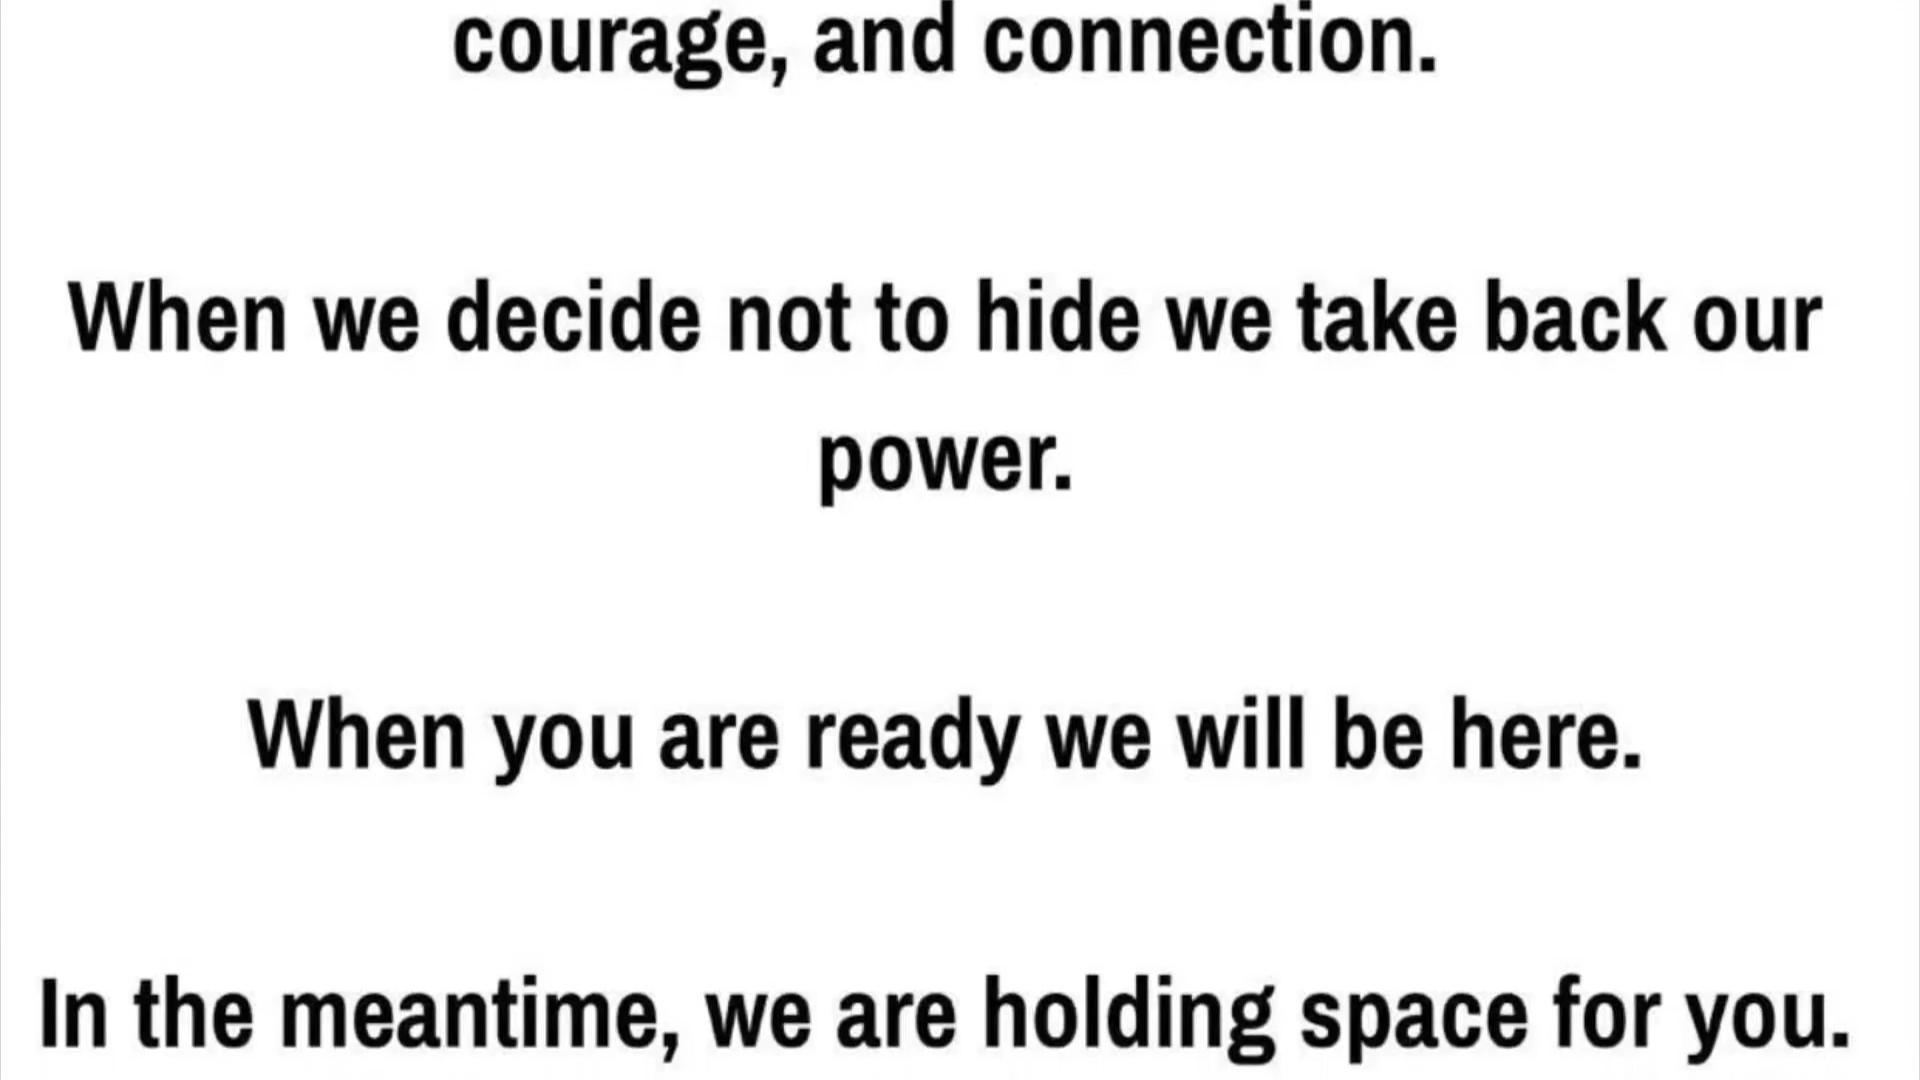 courage, and connection.
When we decide not to hide we take back our
power.
When you are ready we will be here.
In the meantime, we are holding space for you.